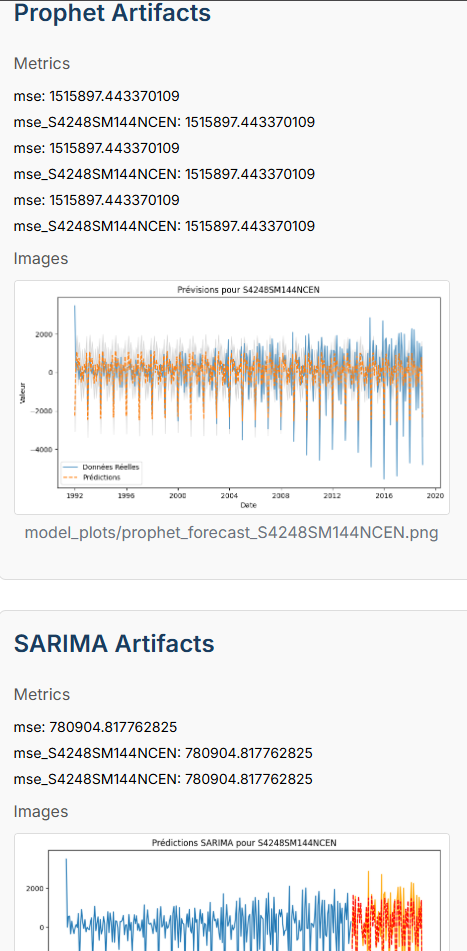 Prophet Artifacts
Metrics
mse: 1515897.443370109
mse_S4248SM144NCEN: 1515897.443370109
mse: 1515897.443370109
mse_S4248SM144NCEN: 1515897.443370109
mse: 1515897.443370109
mse_S4248SM144NCEN: 1515897.443370109
Images
Prévisions pour S4248SM144NCEN
2000
0
−2000
−4000
Valeur
Données Réelles
Prédictions
1992 1996 2000 2004 2008 2012 2016 2020
Date
model_plots/prophet_forecast_S4248SM144NCEN.png
SARIMA Artifacts
Metrics
mse: 780904.817762825
mse_S4248SM144NCEN: 780904.817762825
mse_S4248SM144NCEN: 780904.817762825
Images
Prédictions SARIMA pour S4248SM144NCEN
2000
0